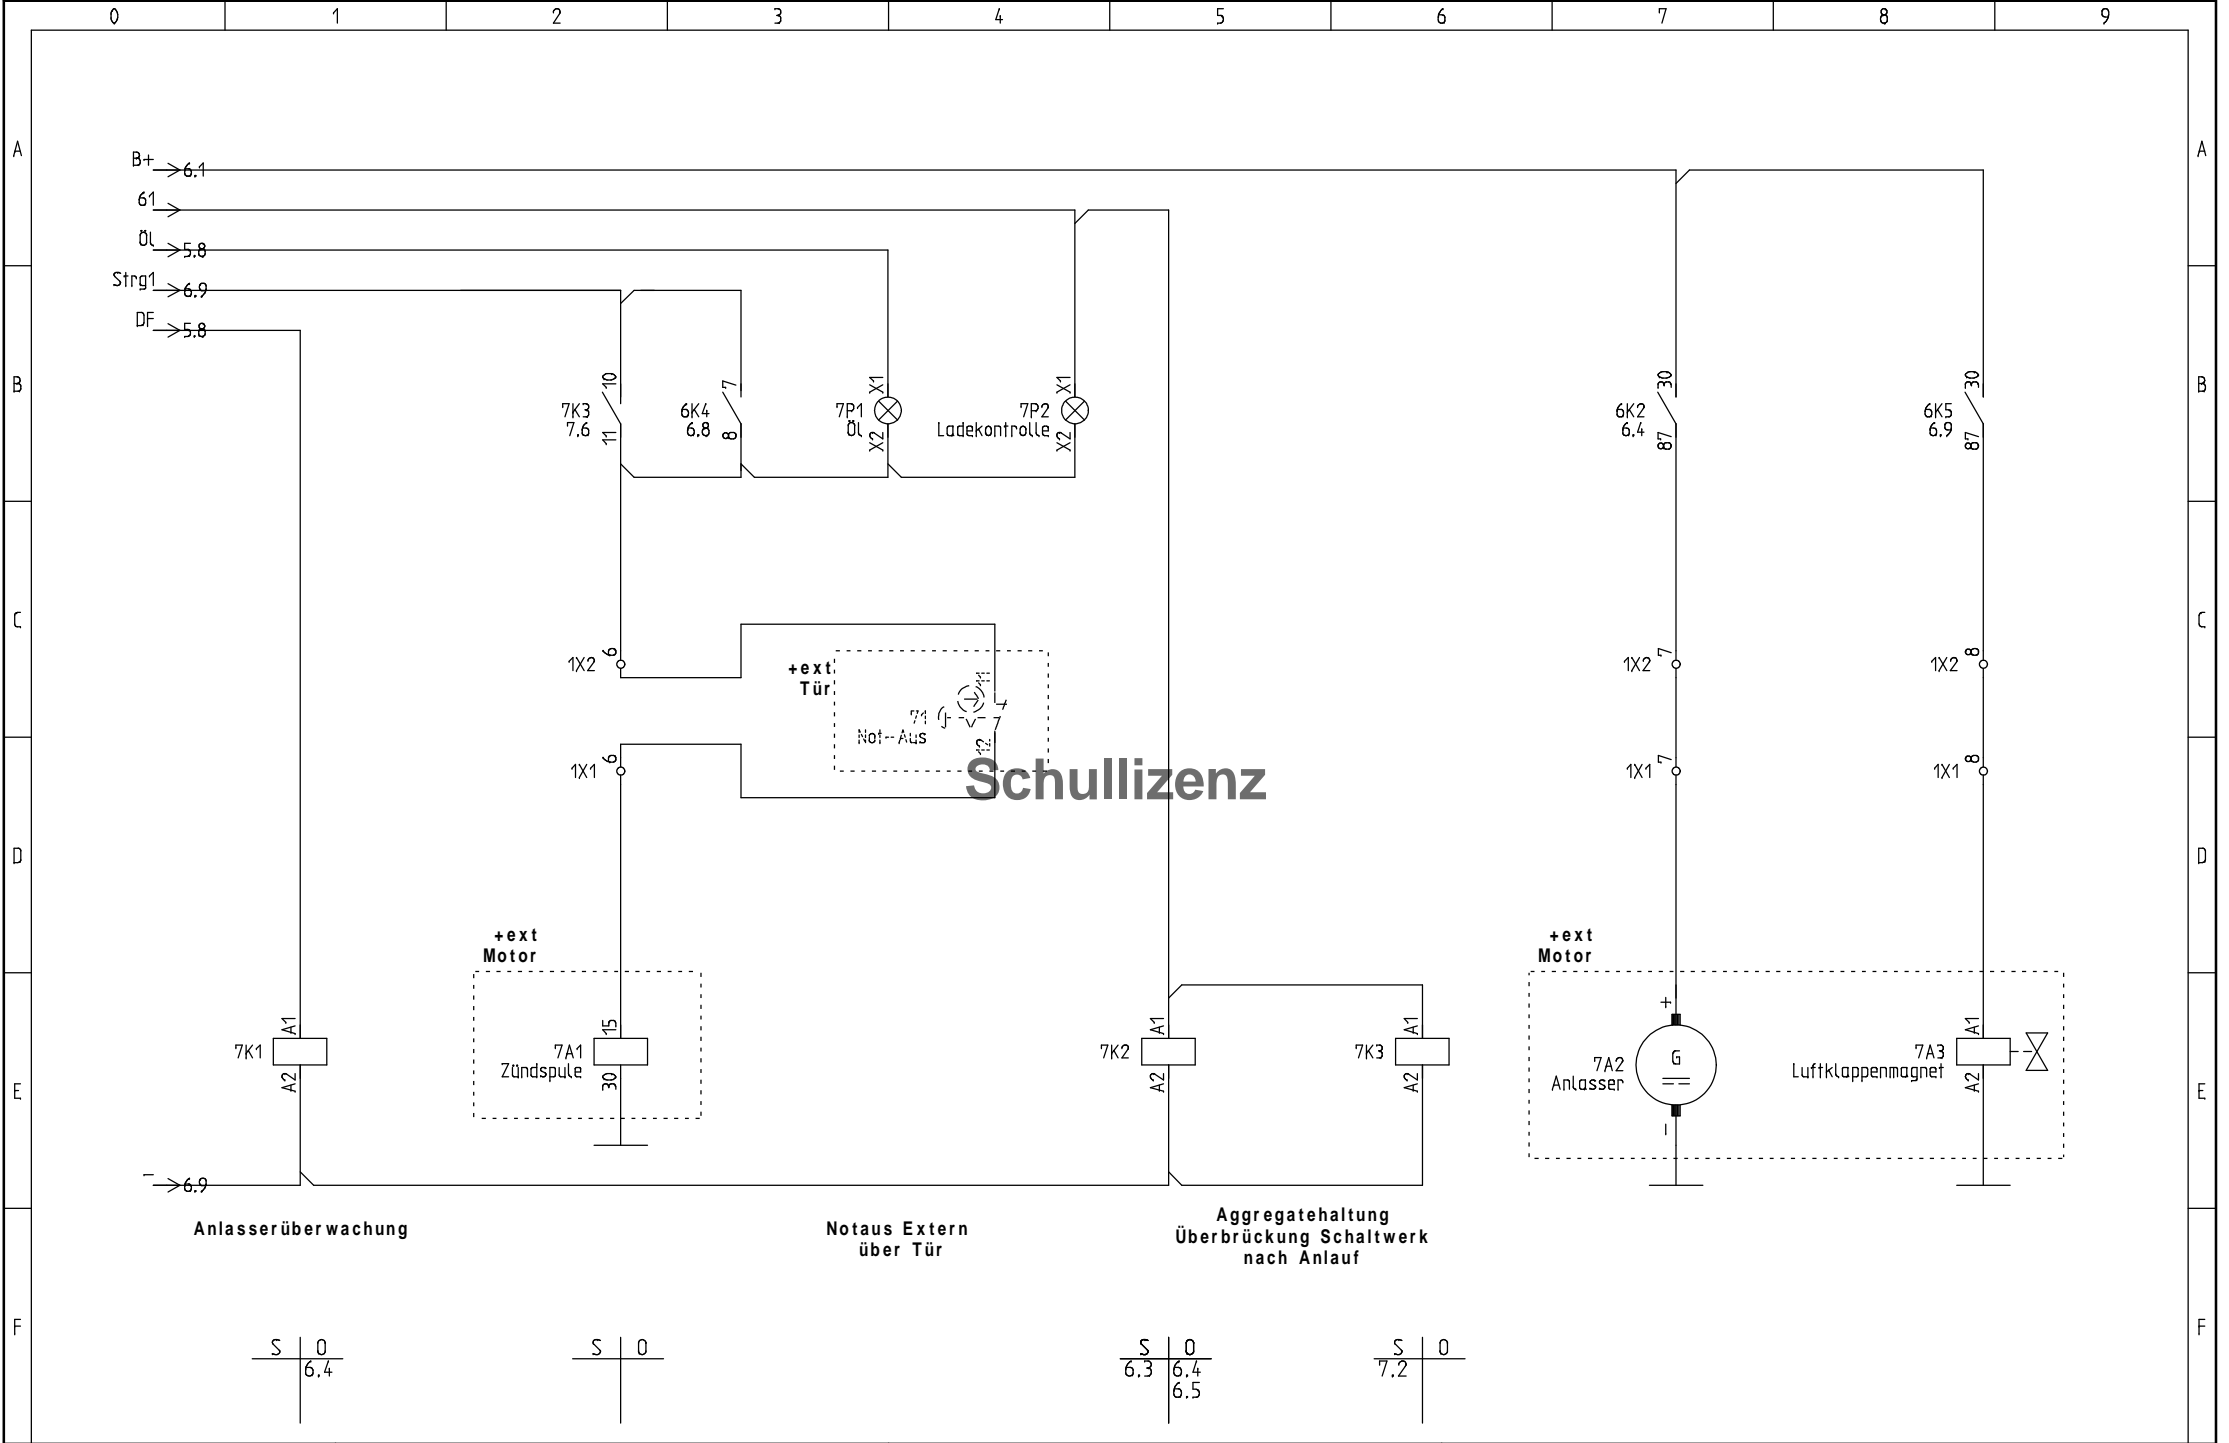 0 1 2 3 4 5 6 7 8 9
A A
B+ 6.1
61
Öl 5.8
Strg1 6.9
DF 5.8
B B
10 7 X1 X1 30 30
7K3 6K4 7P1 7P2 6K2 6K5
7.6 6.8 Öl Ladekontrolle 6.4 6.9
11 8 X2 X2 87 87
C C
1X2 6
+ext
Tür
11
71
Not-Aus
12
1X2 7
1X2 8
1X1 6
Schullizenz
1X1 7
1X1 8
D D
+ext
Motor
+ext
Motor
A1 15 A1 A1 + A1
7K1 7A1 7K2 7K3 G 7A3
Zündspule 7A2 Luftklappenmagnet
Anlasser
A2 30 A2 A2 - A2
E E
- 6.9
Anlasserüberwachung
Notaus Extern
über Tür
Aggregatehaltung
Überbrückung Schaltwerk
nach Anlauf
F F
S Ö S Ö S Ö S Ö
6.4 6.3 6.4 7.2
6.5